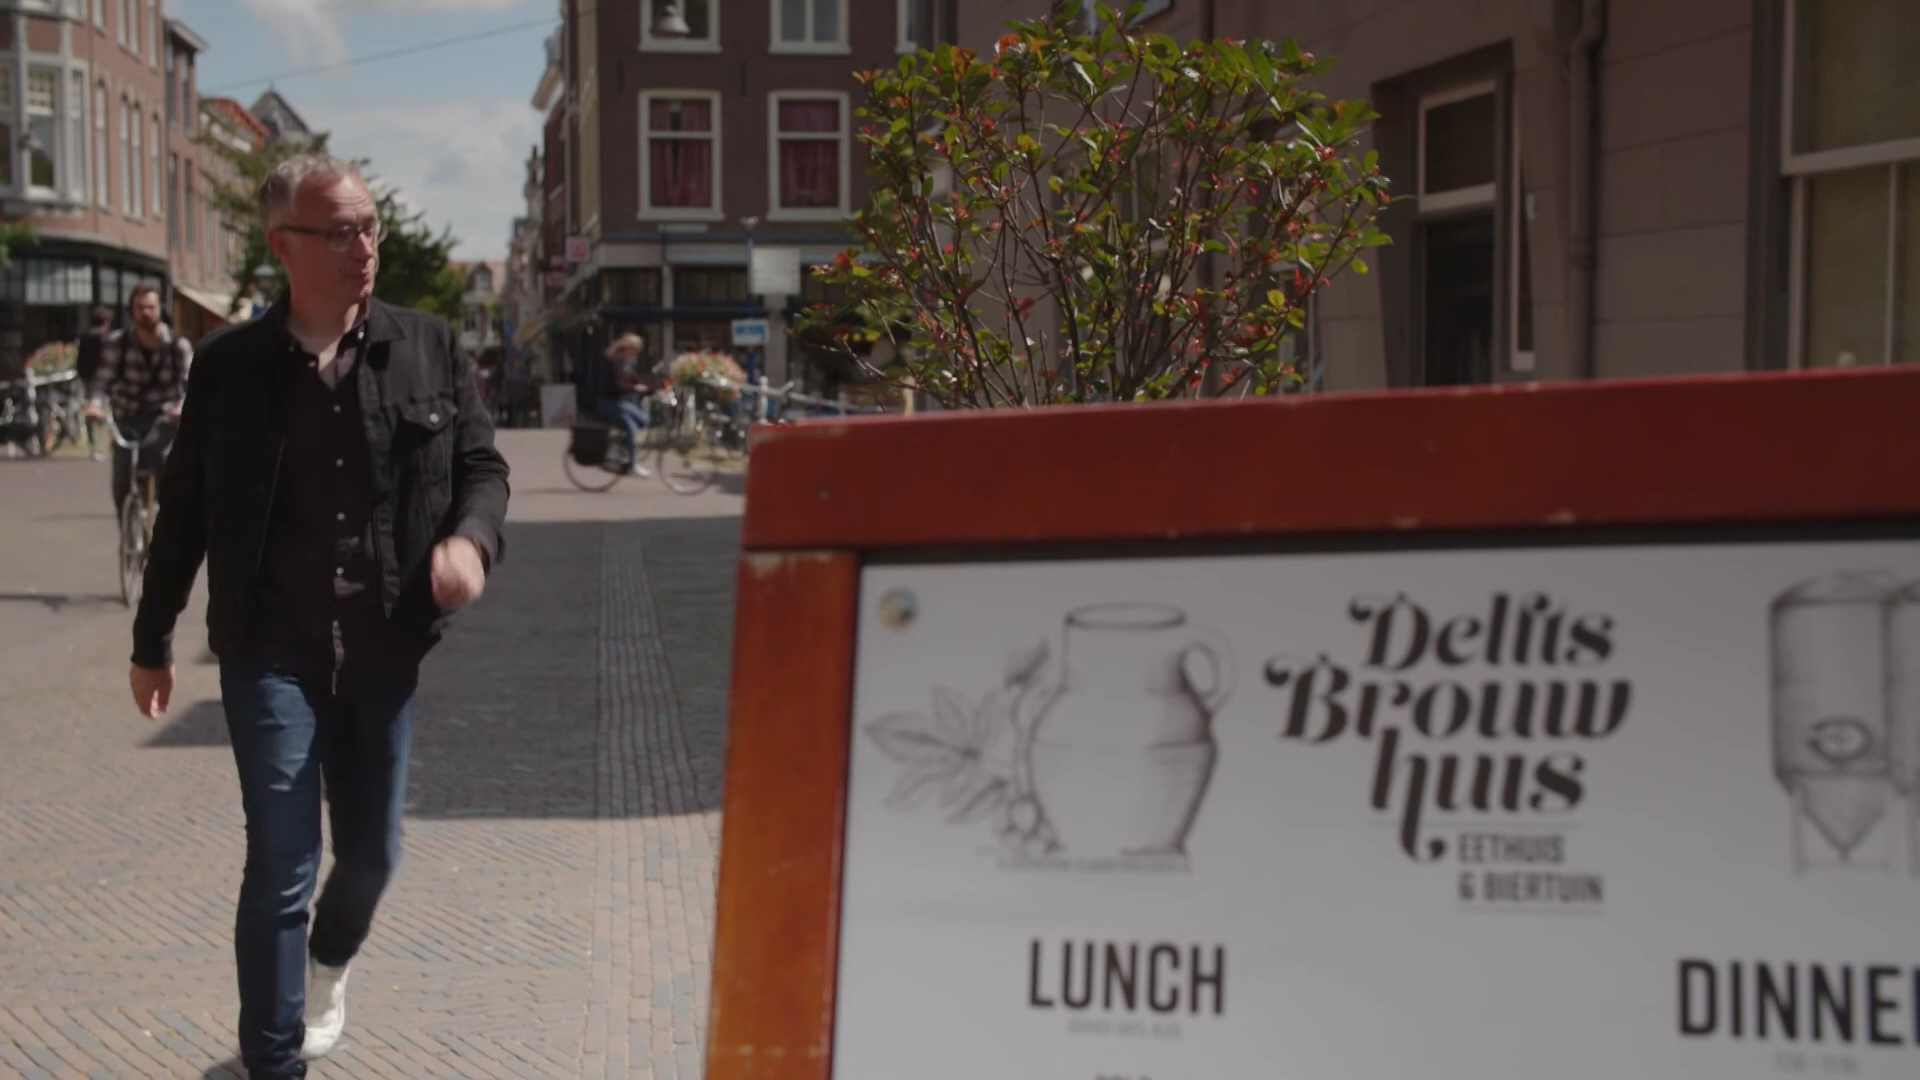 Delfts
Brouw
huis
EETHUIS
& BIERTUIN
LUNCH
DINNE